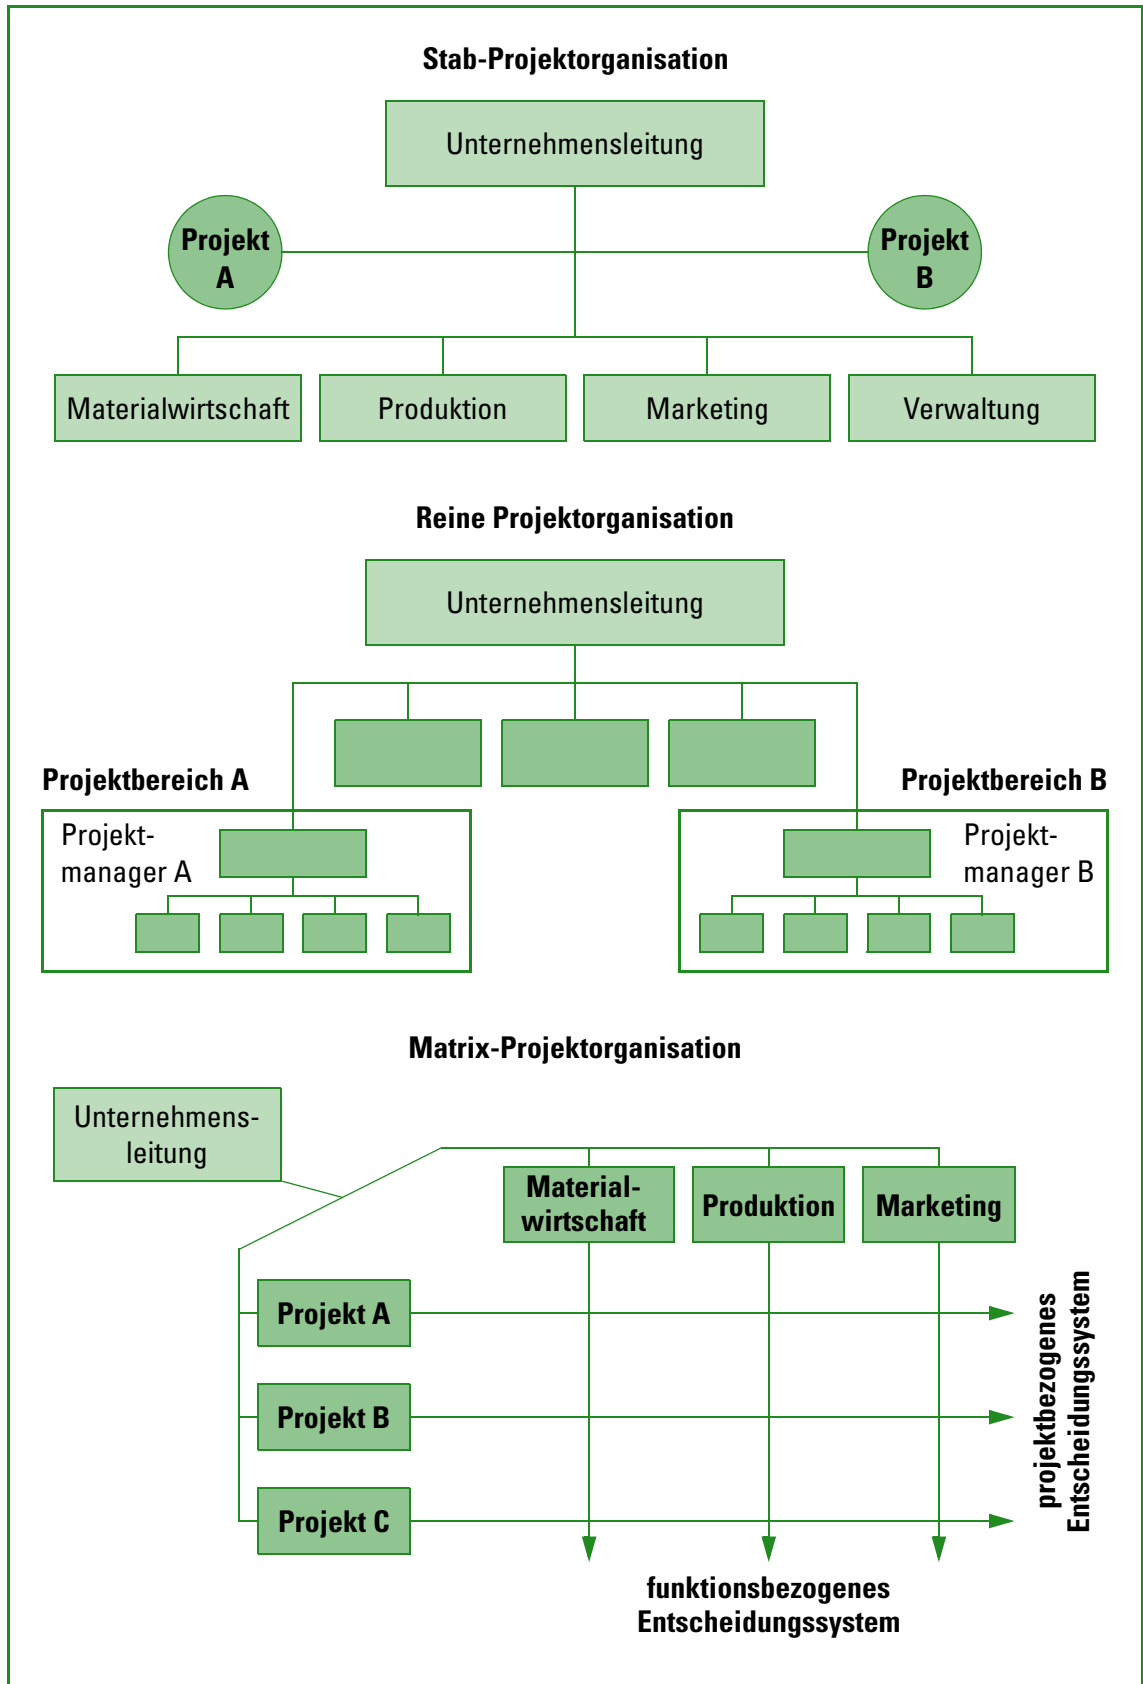 Stab-Projektorganisation
Unternehmensleitung
Projekt
A
Projekt
B
Materialwirtschaft
Produktion
Marketing
Verwaltung
Reine Projektorganisation
Unternehmensleitung
Projektbereich A
Projektbereich B
Projekt-
manager A
Projekt-
manager B
Matrix-Projektorganisation
Unternehmens-
leitung
Material-
wirtschaft
Produktion
Marketing
Projekt A
Projekt B
Projekt C
projektbezogenes
Entscheidungssystem
funktionsbezogenes
Entscheidungssystem